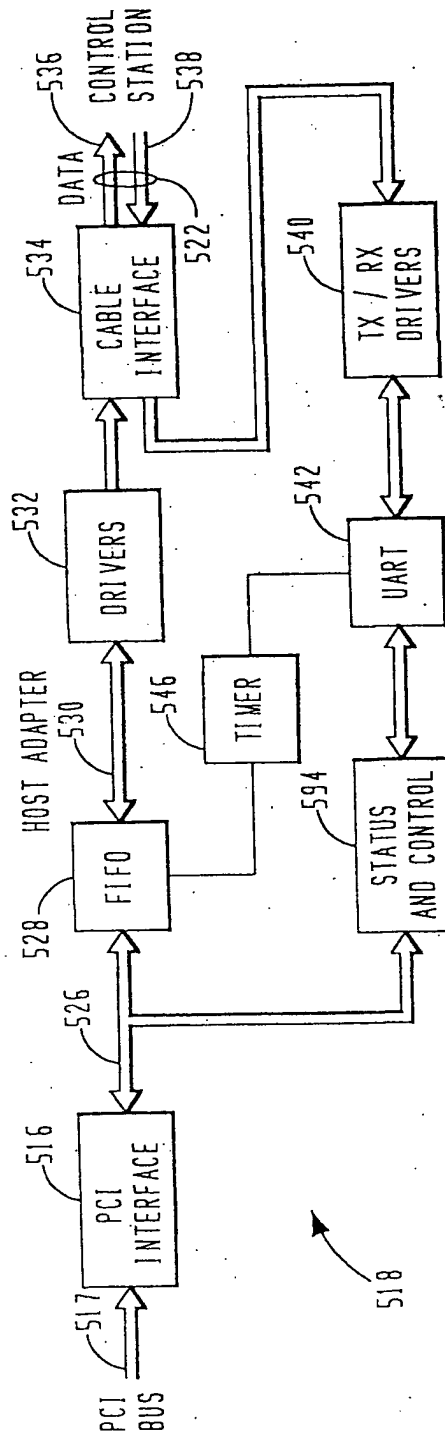 PCI
BUS
517
516
PCI
INTERFACE
526
528
FIFO
HOST ADAPTER
530
532
DRIVERS
534
CABLE
INTERFACE
DATA
536
CONTROL
STATION
538
522
546
TIMER
594
STATUS
AND CONTROL
542
UART
540
TX / RX
DRIVERS
518